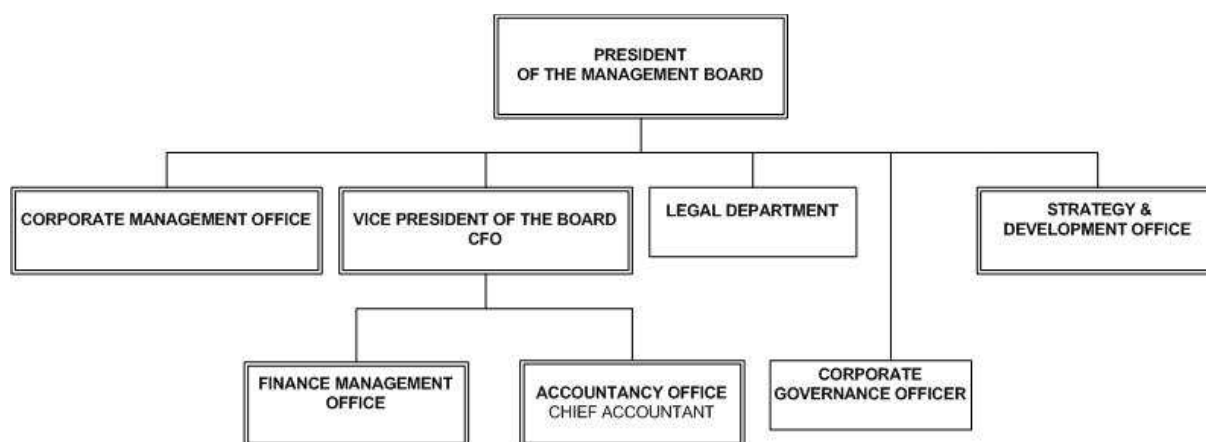 PRESIDENT
OF THE MANAGEMENT BOARD
CORPORATE MANAGEMENT OFFICE
VICE PRESIDENT OF THE BOARD
CFO
LEGAL DEPARTMENT
STRATEGY &
DEVELOPMENT OFFICE
FINANCE MANAGEMENT
OFFICE
ACCOUNTANCY OFFICE
CHIEF ACCOUNTANT
CORPORATE
GOVERNANCE OFFICER